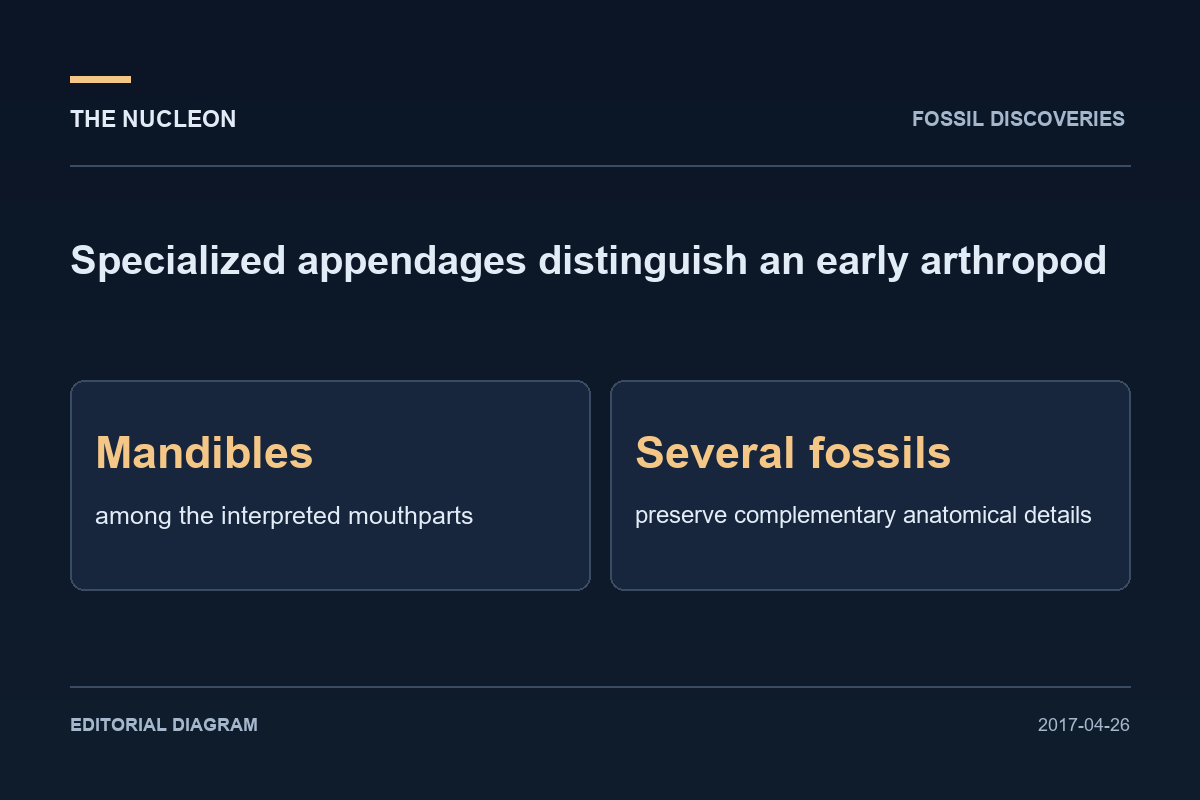 THE NUCLEON
FOSSIL DISCOVERIES
Specialized appendages distinguish an early arthropod
Mandibles
among the interpreted mouthparts
Several fossils
preserve complementary anatomical details
EDITORIAL DIAGRAM
2017-04-26